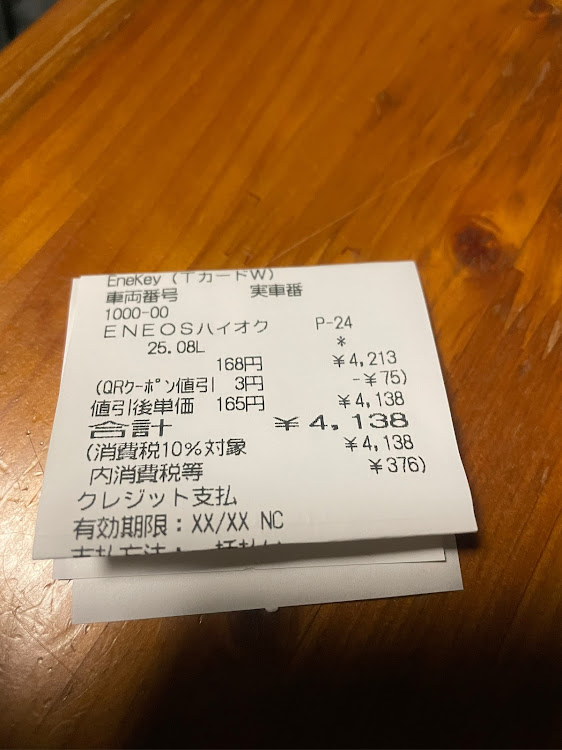 EneKey (TカードW)
車両番号 実車番
1000-00
ENEOSハイオク P-24
25.08L *
168円 ¥4,213
(QRクーポン値引 3円 -¥75)
値引後単価 165円 ¥4,138
合計 ¥4,138
(消費税10%対象 ¥4,138
内消費税等 ¥376)
クレジット支払
有効期限:XX/XX NC